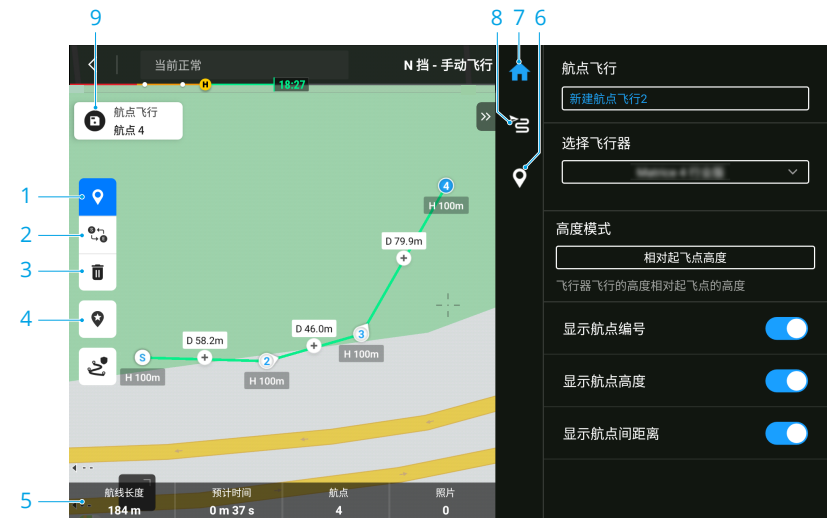 9
8 7 6
当前正常
N 挡 - 手动飞行
H
18:27
航点飞行
航点 4
1
2
3
4
5
4
H 100m
D 79.9m
D 46.0m
3
H 100m
D 58.2m
S
H 100m
2
H 100m
航线长度
184 m
预计时间
0 m 37 s
航点
4
照片
0
航点飞行
新建航点飞行2
选择飞行器
高度模式
相对起飞点高度
飞行器飞行的高度相对起飞点的高度
显示航点编号
显示航点高度
显示航点间距离